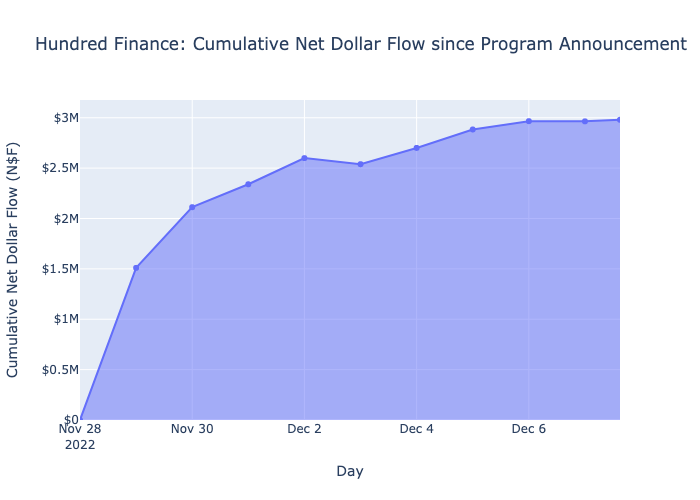 Hundred Finance: Cumulative Net Dollar Flow since Program Announcement
Cumulative Net Dollar Flow (N$F)
$3M
$2.5M
$2M
$1.5M
$1M
$0.5M
$0
Nov 28
2022
Nov 30
Dec 2
Dec 4
Dec 6
Day